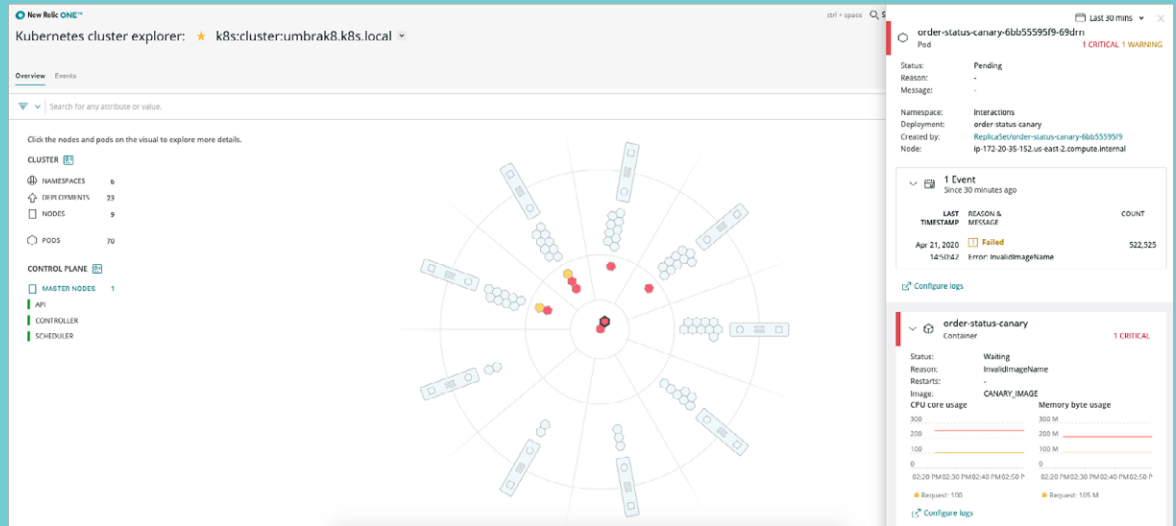 New Relic ONE™
ctrl + space
Kubernetes cluster explorer: k8s:cluster:umbrak8.k8s.local
Overview Events
Search for any attribute or value.
Click the nodes and pods on the visual to explore more details.
CLUSTER
NAMESPACES 6
DEPLOYMENTS 23
NODES 9
PODS 70
CONTROL PLANE
MASTER NODES 1
API
CONTROLLER
SCHEDULER
Last 30 mins
order-status-canary-6bb55595f9-69drn
Pod 1 CRITICAL 1 WARNING
Status: Pending
Reason: -
Message: -
Namespace: Interactions
Deployment: order-status canary
Created by: ReplicaSet/order-status-canary-6bb55595f9
Node: ip-172-20-35-152.us-east-2.compute.internal
1 Event
Since 30 minutes ago
LAST TIMESTAMP REASON & MESSAGE COUNT
Apr 21, 2020 Failed 522,525
14:50:42 Error: InvalidImageName
Configure logs
order-status-canary
Container 1 CRITICAL
Status: Waiting
Reason: InvalidImageName
Restarts: -
Image: CANARY_IMAGE
CPU core usage Memory byte usage
300 300 M
200 200 M
100 100 M
0 0
02:20 PM 02:30 PM 02:40 PM 02:50 P 02:20 PM 02:30 PM 02:40 PM 02:50 P
Request: 100 Request: 105 M
Configure logs